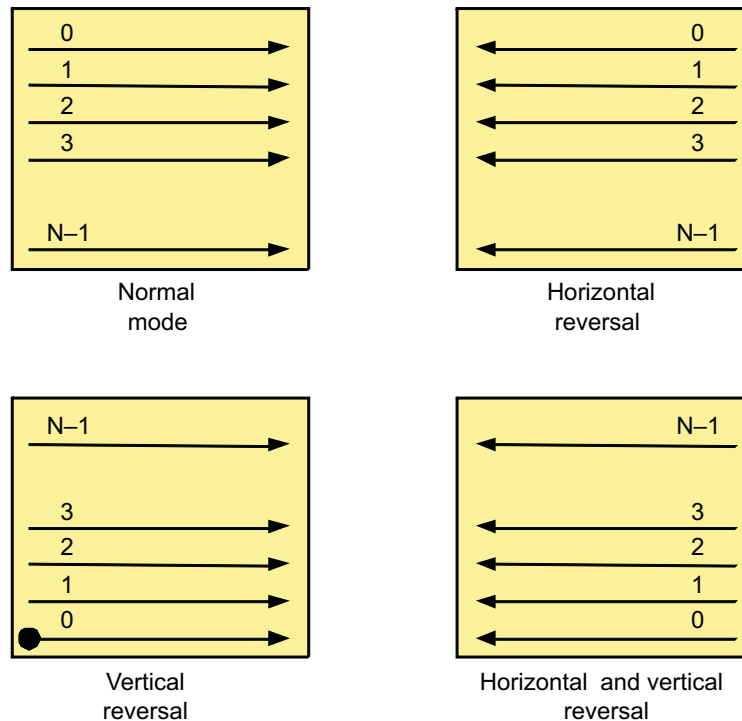 0
1
2
3
N–1
Normal
mode
0
1
2
3
N–1
Horizontal
reversal
N–1
3
2
1
0
Vertical
reversal
N–1
3
2
1
0
Horizontal and vertical
reversal